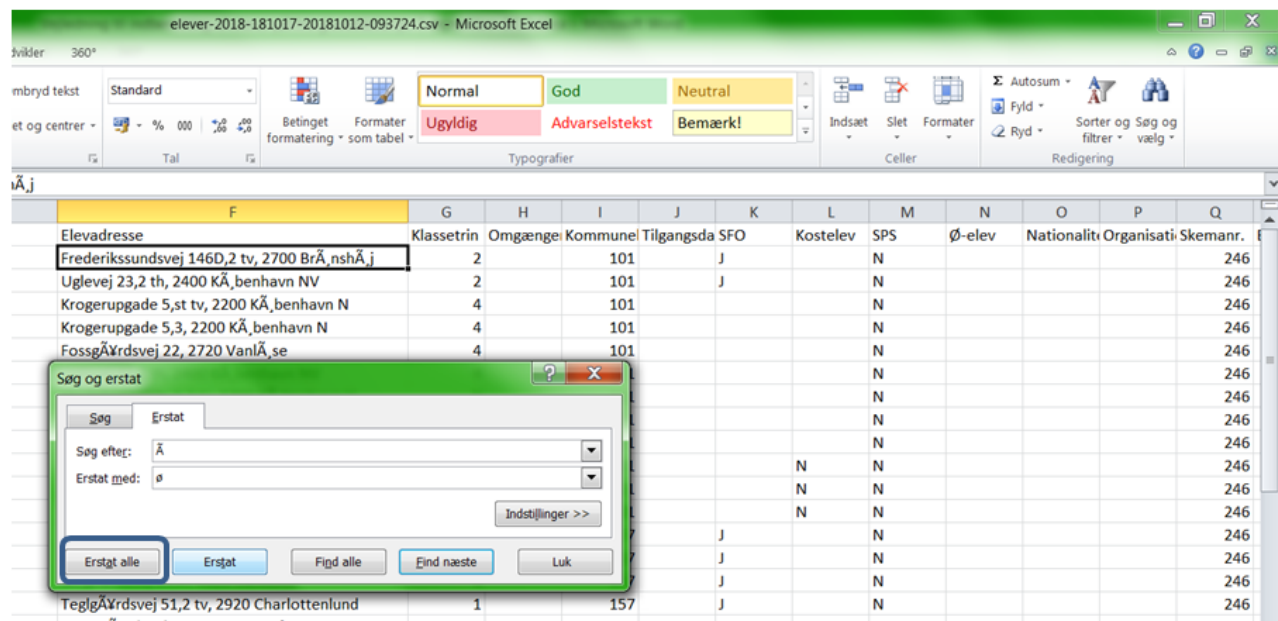 elever-2018-181017-20181012-093724.csv - Microsoft Excel
dvikler 360°
mbryd tekst Standard Normal God Neutral Σ Autosum
Fyld
et og centrer % 000 Betinget formatering Formater som tabel Ugyldig Advarselstekst Bemærk! Indsæt Slet Formater Ryd Sorter og filtrer Søg og vælg
Tal Typografier Celler Redigering
hÃ¸j
F G H I J K L M N O P Q
Elevadresse Klassetrin Omgænge Kommune Tilgangsda SFO Kostelev SPS Ø-elev Nationalit Organisati Skemanr.
Frederikssundsvej 146D,2 tv, 2700 BrÃ¸nshÃ¸j 2 101 J N 246
Uglevej 23,2 th, 2400 KÃ¸benhavn NV 2 101 J N 246
Krogerupgade 5,st tv, 2200 KÃ¸benhavn N 4 101 N 246
Krogerupgade 5,3, 2200 KÃ¸benhavn N 4 101 N 246
FossgÃ¥rdsvej 22, 2720 VanlÃ¸se 4 101 N 246
Søg og erstat ? X
N 246
N 246
Søg Erstat
N 246
N 246
Søg efter: Ã
N N 246
Erstat med: ø
N N 246
Indstillinger >>
N N 246
J N 246
Erstat alle Erstat Find alle Find næste Luk
J N 246
J N 246
TeglgÃ¥rdsvej 51,2 tv, 2920 Charlottenlund 1 157 J N 246